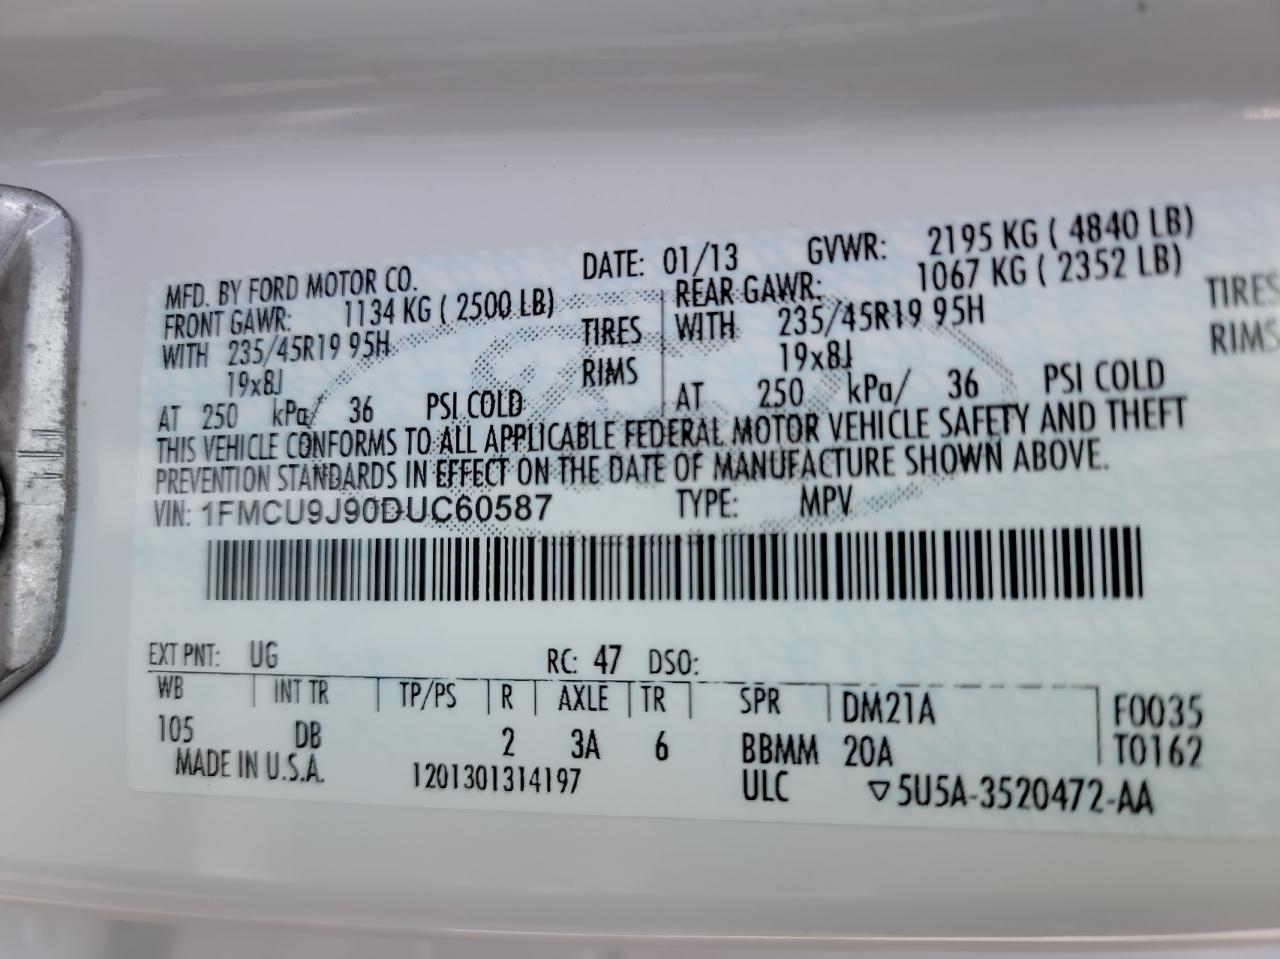 MFD. BY FORD MOTOR CO.
DATE: 01/13 GVWR: 2195 KG ( 4840 LB)
FRONT GAWR: 1134 KG ( 2500 LB) REAR GAWR: 1067 KG ( 2352 LB)
WITH 235/45R19 95H TIRES WITH 235/45R19 95H TIRES
19x8J RIMS 19x8J RIMS
AT 250 kPa/ 36 PSI COLD AT 250 kPa/ 36 PSI COLD
THIS VEHICLE CONFORMS TO ALL APPLICABLE FEDERAL MOTOR VEHICLE SAFETY AND THEFT
PREVENTION STANDARDS IN EFFECT ON THE DATE OF MANUFACTURE SHOWN ABOVE.
VIN: 1FMCU9J90DUC60587 TYPE: MPV
EXT PNT: UG RC: 47 DSO:
WB INT TR TP/PS R AXLE TR SPR DM21A F0035
105 DB 2 3A 6 BBMM 20A T0162
MADE IN U.S.A. 1201301314197 ULC ▽5U5A-3520472-AA